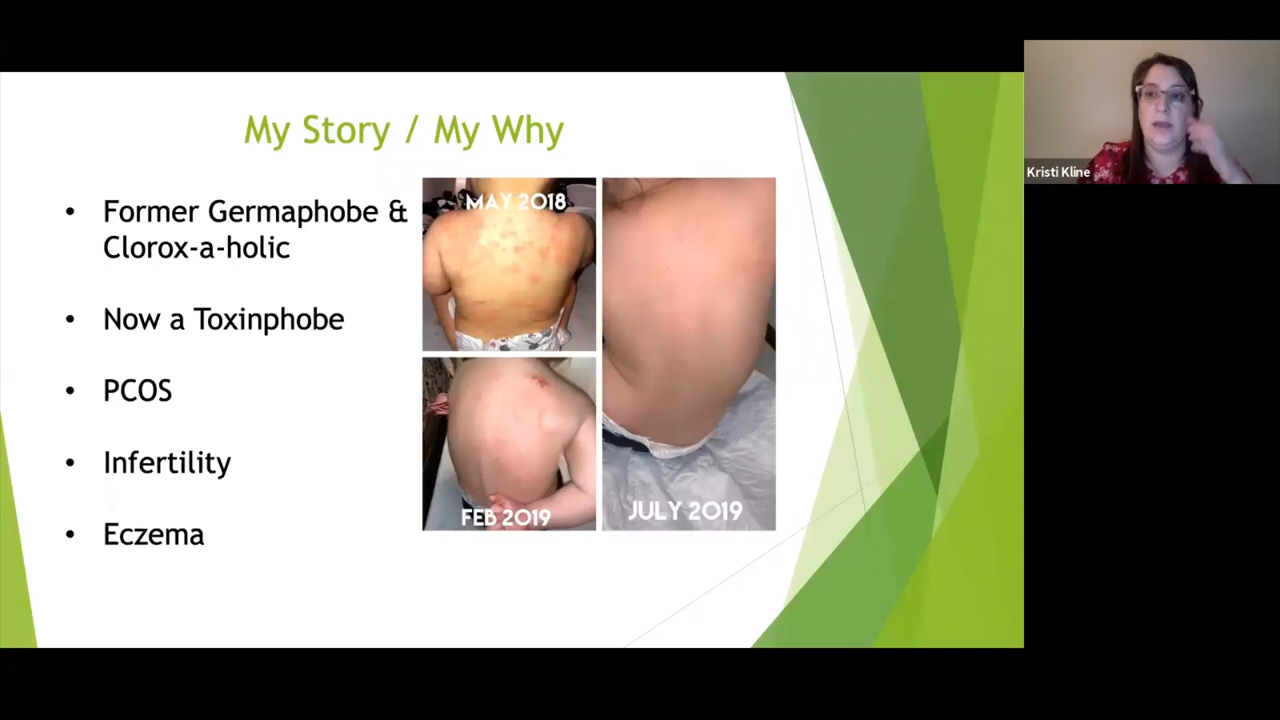 My Story / My Why
• Former Germaphobe &
Clorox-a-holic
• Now a Toxinphobe
• PCOS
• Infertility
• Eczema
MAY 2018
FEB 2019
JULY 2019
Kristi Kline